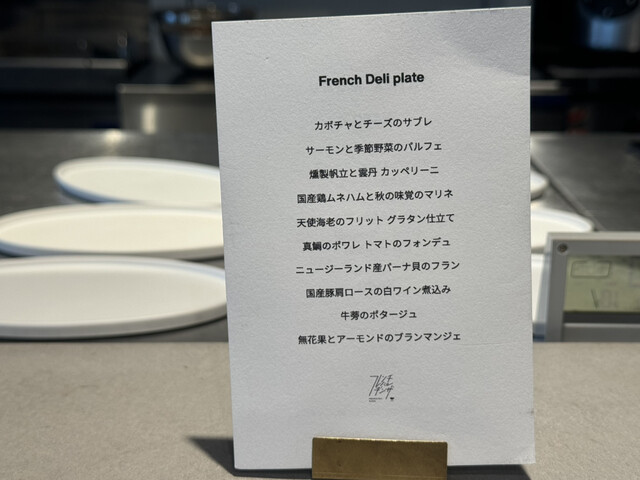 French Deli plate
カボチャとチーズのサブレ
サーモンと季節野菜のパルフェ
燻製帆立と雲丹 カッペリーニ
国産鶏ムネハムと秋の味覚のマリネ
天使海老のフリット グラタン仕立て
真鯛のポワレ トマトのフォンデュ
ニュージーランド産パーナ貝のフラン
国産豚肩ロースの白ワイン煮込み
牛蒡のポタージュ
無花果とアーモンドのブランマンジェ